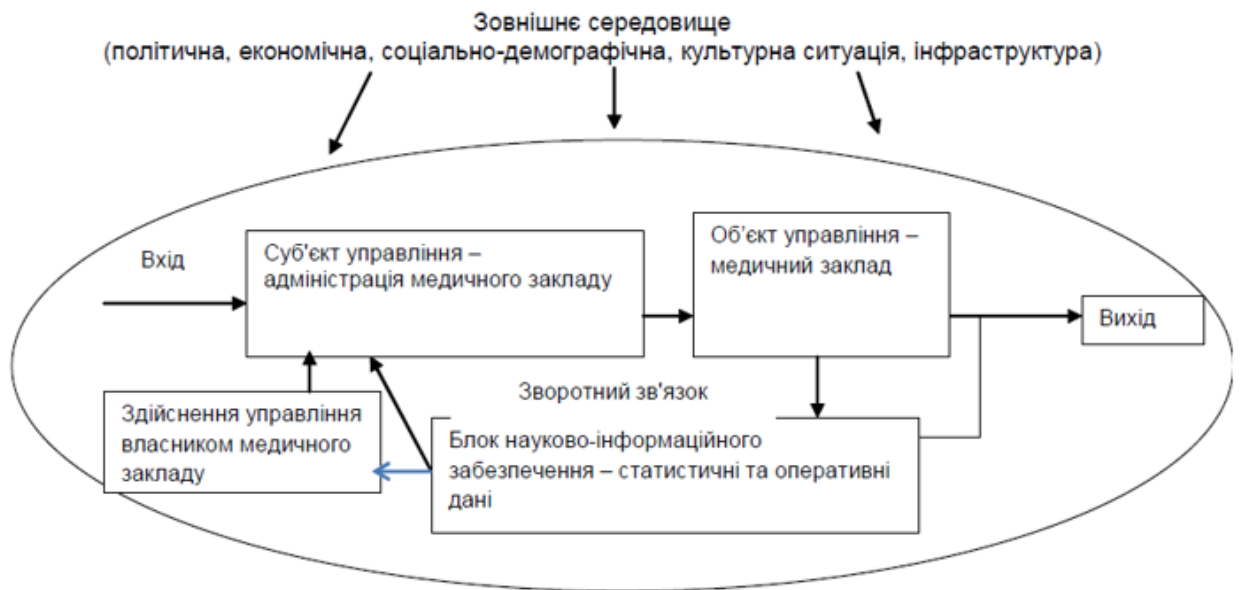 Зовнішнє середовище
(політична, економічна, соціально-демографічна, культурна ситуація, інфраструктура)
Вхід
Суб'єкт управління –
адміністрація медичного закладу
Об’єкт управління –
медичний заклад
Вихід
Зворотний зв'язок
Здійснення управління
власником медичного
закладу
Блок науково-інформаційного
забезпечення – статистичні та оперативні
дані